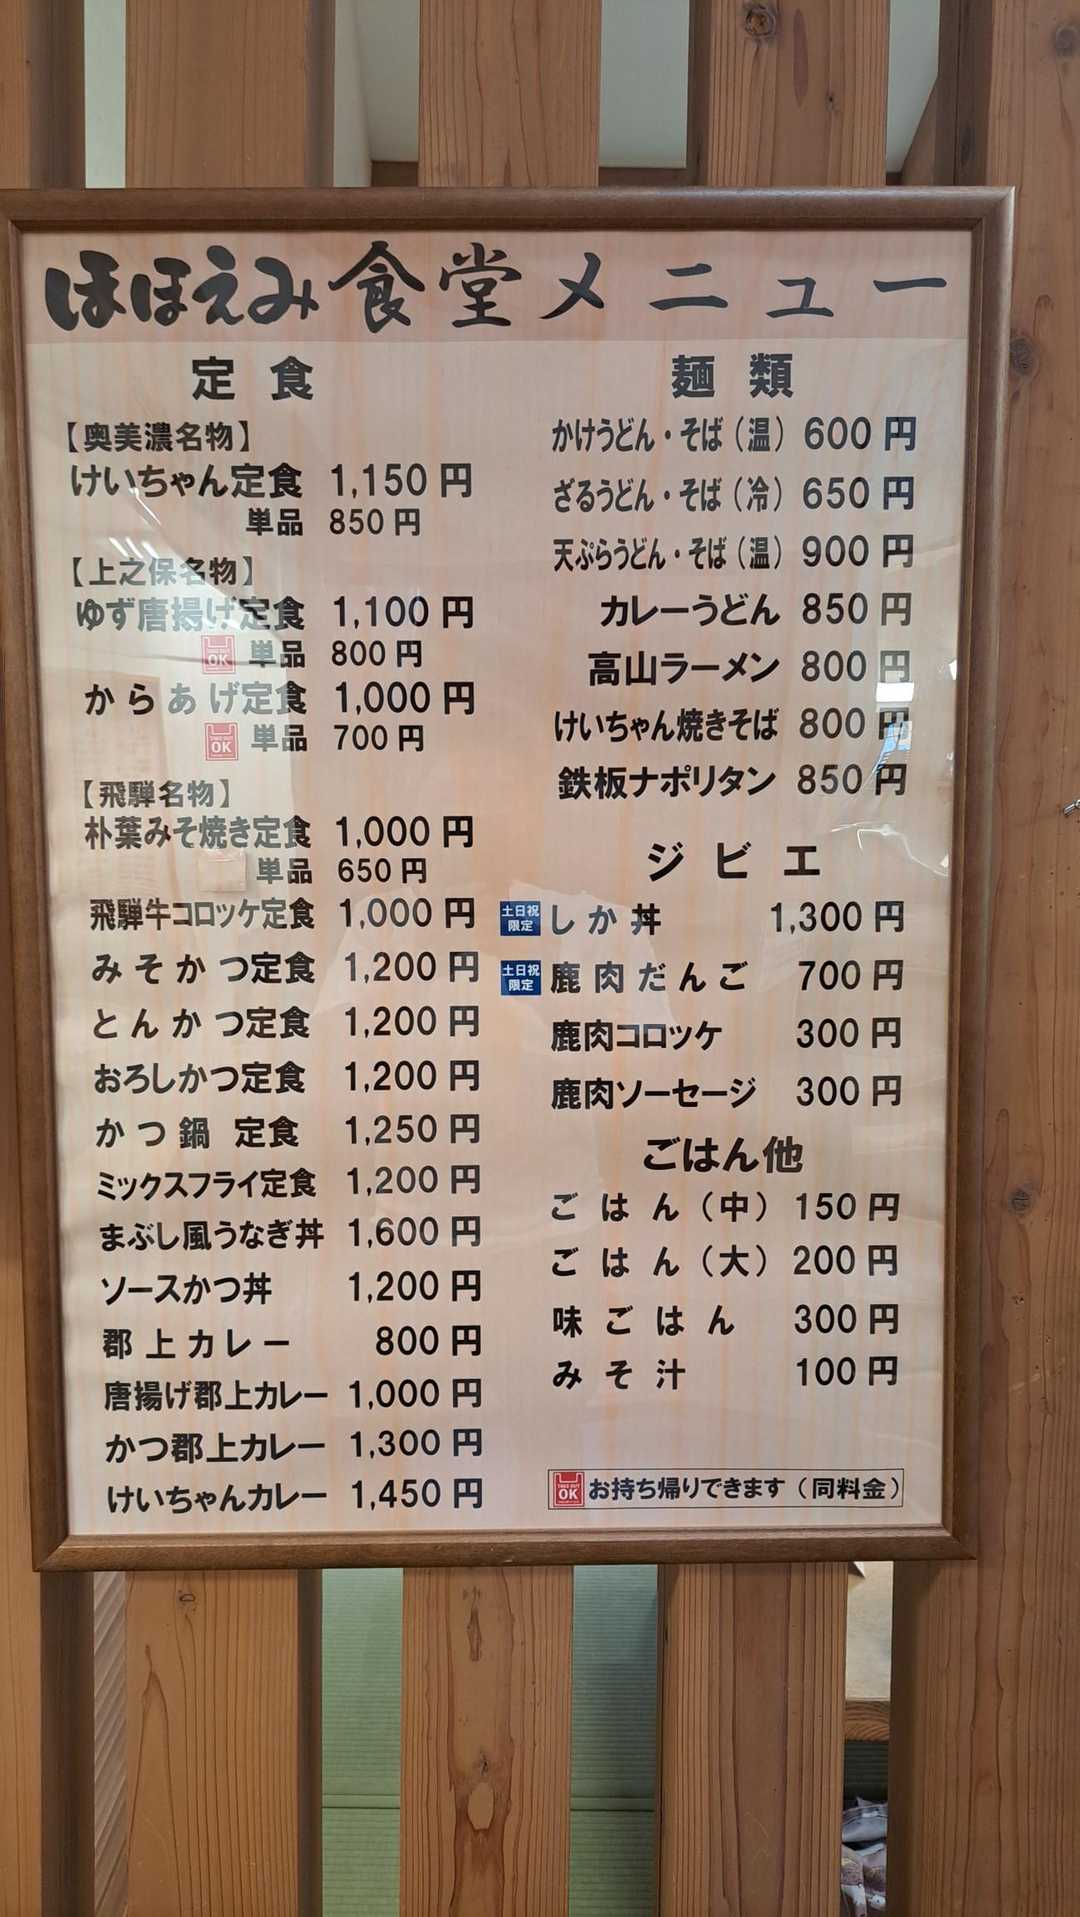 ほほえみ食堂メニュー
定食
【奥美濃名物】
けいちゃん定食 1,150円
単品 850円
【上之保名物】
ゆず唐揚げ定食 1,100円
TAKE OUT OK 単品 800円
からあげ定食 1,000円
TAKE OUT OK 単品 700円
【飛騨名物】
朴葉みそ焼き定食 1,000円
単品 650円
飛騨牛コロッケ定食 1,000円
みそかつ定食 1,200円
とんかつ定食 1,200円
おろしかつ定食 1,200円
かつ鍋 定食 1,250円
ミックスフライ定食 1,200円
まぶし風うなぎ丼 1,600円
ソースかつ丼 1,200円
郡上カレー 800円
唐揚げ郡上カレー 1,000円
かつ郡上カレー 1,300円
けいちゃんカレー 1,450円
麺類
かけうどん・そば（温） 600円
ざるうどん・そば（冷） 650円
天ぷらうどん・そば（温） 900円
カレーうどん 850円
高山ラーメン 800円
けいちゃん焼きそば 800円
鉄板ナポリタン 850円
ジビエ
土日祝限定 しか丼 1,300円
土日祝限定 鹿肉だんご 700円
鹿肉コロッケ 300円
鹿肉ソーセージ 300円
ごはん他
ごはん（中） 150円
ごはん（大） 200円
味ごはん 300円
みそ汁 100円
TAKE OUT OK お持ち帰りできます（同料金）